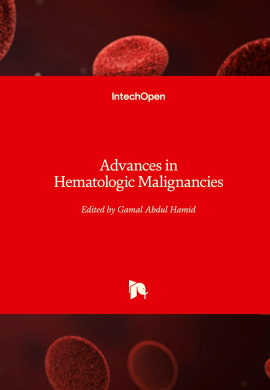 IntechOpen
Advances in
Hematologic Malignancies
Edited by Gamal Abdul Hamid